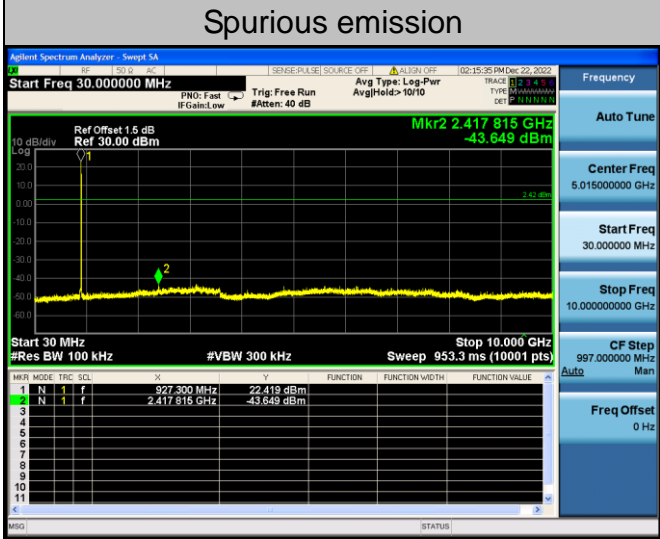 Spurious emission
Agilent Spectrum Analyzer - Swept SA
RF 50 Ω AC SENSE:PULSE SOURCE OFF ALIGN OFF 02:15:35 PM Dec 22, 2022
Start Freq 30.000000 MHz
PNO: Fast
IFGain:Low
Trig: Free Run
#Atten: 40 dB
Avg Type: Log-Pwr
Avg|Hold:> 10/10
TRACE 1 2 3 4 5 6
TYPE M
DET P N N N N N
Ref Offset 1.5 dB
Ref 30.00 dBm
10 dB/div
Log
Mkr2 2.417 815 GHz
-43.649 dBm
1
20.0
10.0
2.42 dBm
0.00
-10.0
-20.0
-30.0
2
-40.0
-50.0
-60.0
Start 30 MHz Stop 10.000 GHz
#Res BW 100 kHz #VBW 300 kHz Sweep 953.3 ms (10001 pts)
MKR MODE TRC SCL X Y FUNCTION FUNCTION WIDTH FUNCTION VALUE
1 N 1 f 927.300 MHz 22.419 dBm
2 N 1 f 2.417 815 GHz -43.649 dBm
3
4
5
6
7
8
9
10
11
MSG STATUS
Frequency
Auto Tune
Center Freq
5.015000000 GHz
Start Freq
30.000000 MHz
Stop Freq
10.000000000 GHz
CF Step
997.000000 MHz
Auto Man
Freq Offset
0 Hz